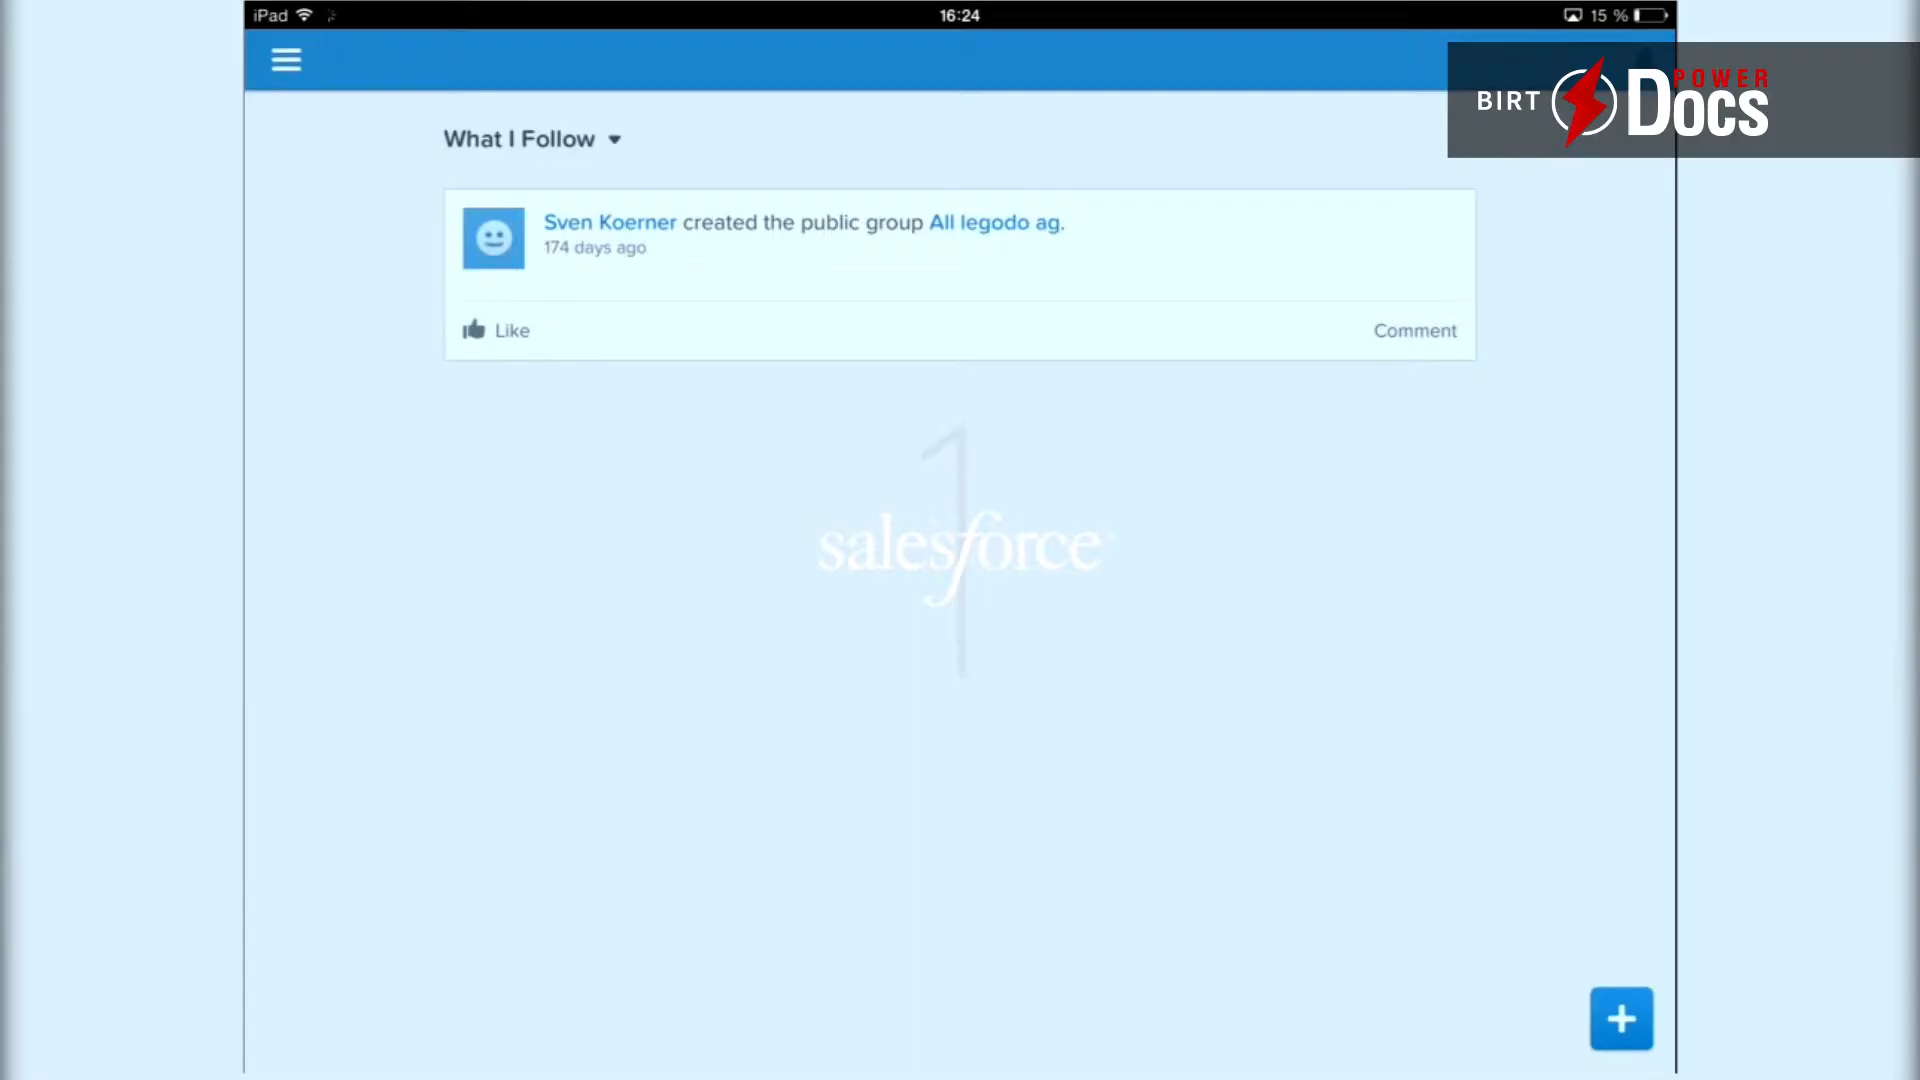 iPad 16:24 15 %
BIRT POWER Docs
What I Follow
Sven Koerner created the public group All legodo ag.
174 days ago
Like Comment
1
salesforce